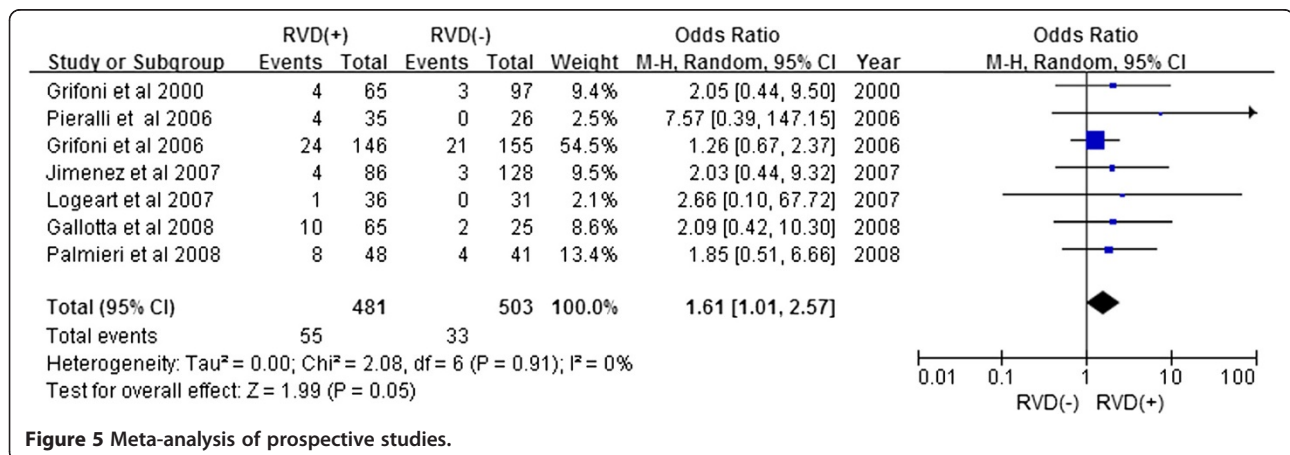 RVD(+) RVD(-) Odds Ratio Odds Ratio
Study or Subgroup Events Total Events Total Weight M-H, Random, 95% CI Year M-H, Random, 95% CI
Grifoni et al 2000 4 65 3 97 9.4% 2.05 [0.44, 9.50] 2000
Pieralli et al 2006 4 35 0 26 2.5% 7.57 [0.39, 147.15] 2006
Grifoni et al 2006 24 146 21 155 54.5% 1.26 [0.67, 2.37] 2006
Jimenez et al 2007 4 86 3 128 9.5% 2.03 [0.44, 9.32] 2007
Logeart et al 2007 1 36 0 31 2.1% 2.66 [0.10, 67.72] 2007
Gallotta et al 2008 10 65 2 25 8.6% 2.09 [0.42, 10.30] 2008
Palmieri et al 2008 8 48 4 41 13.4% 1.85 [0.51, 6.66] 2008
Total (95% CI) 481 503 100.0% 1.61 [1.01, 2.57]
Total events 55 33
Heterogeneity: Tau² = 0.00; Chi² = 2.08, df = 6 (P = 0.91); I² = 0%
Test for overall effect: Z = 1.99 (P = 0.05)
0.01 0.1 1 10 100
RVD(-) RVD(+)
Figure 5 Meta-analysis of prospective studies.